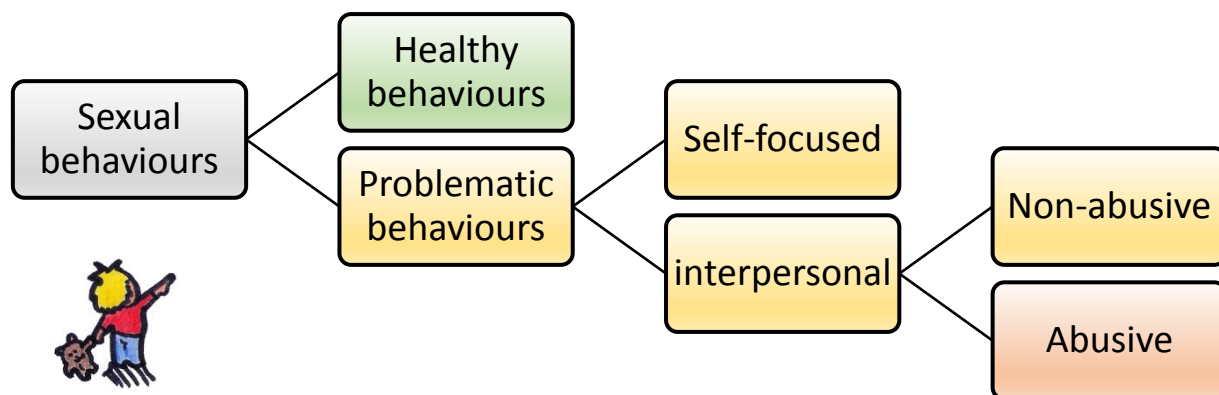 Sexual
behaviours
Healthy
behaviours
Problematic
behaviours
Self-focused
interpersonal
Non-abusive
Abusive